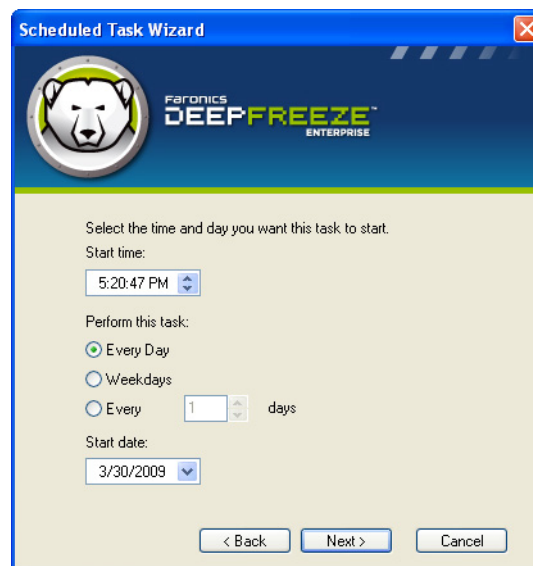 Scheduled Task Wizard
Faronics
DEEPFREEZE™
ENTERPRISE
Select the time and day you want this task to start.
Start time:
5:20:47 PM
Perform this task:
Every Day
Weekdays
Every 1 days
Start date:
3/30/2009
< Back Next > Cancel